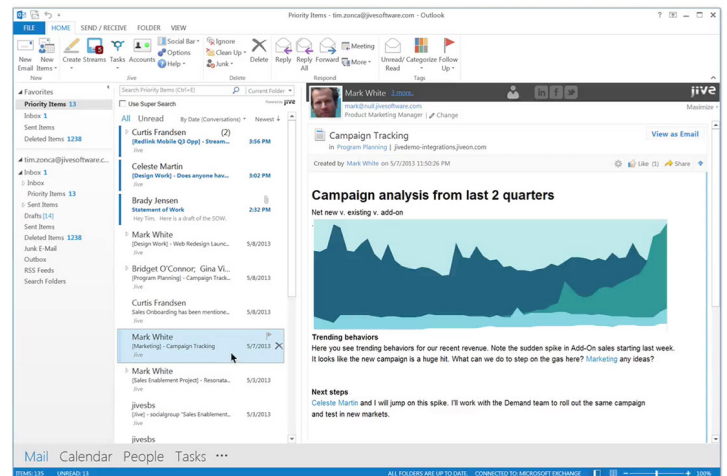 Priority Items - tim.zonca@jivesoftware.com - Outlook
FILE HOME SEND / RECEIVE FOLDER VIEW
New Email
New Items
New
Create Streams Tasks Accounts
Social Bar
Options
Help
Jive
Ignore
Clean Up
Junk
Delete
Delete
Reply Reply All Forward
Meeting
More
Respond
Unread/ Read
Categorize
Follow Up
Tags
Favorites
Priority Items 13
Inbox 1
Sent Items
Deleted Items 1238
tim.zonca@jivesoftware.c...
Inbox 1
Inbox
Priority Items 13
Sent Items
Drafts [14]
Sent Items
Deleted Items 1238
Junk E-Mail
Outbox
RSS Feeds
Search Folders
Search Priority Items (Ctrl+E)
Current Folder
Use Super Search
Powered by jive
All Unread By Date (Conversations) Newest
Curtis Frandsen (2)
[Redlink Mobile Q3 Opp] - Stream... 3:56 PM
Celeste Martin
[Design Work] - Does anyone hav... 3:02 PM
Brady Jensen
Statement of Work 2:32 PM
Hey Tim. Here is a draft of the SOW.
Mark White
[Design Work] - Web Redesign Launc... 5/8/2013
Jive
Bridget O'Connor; Gina Vi...
[Program Planning] - Campaign Track... 5/8/2013
Jive
Curtis Frandsen
Sales Onboarding has been mentione... 5/8/2013
Jive
Mark White
[Marketing] - Campaign Tracking 5/7/2013
Jive
Mark White
[Sales Enablement Project] - Resonata... 5/3/2013
Jive
jivesbs
[Jive] - socialgroup "Sales Enablement... 5/3/2013
Jive
jivesbs
Mark White 2 more...
jive
mark@null.jivesoftware.com
Product Marketing Manager Change
Maximize
Campaign Tracking
in Program Planning | jivedemo-integrations.jiveon.com
View as Email
Created by Mark White on 5/7/2013 11:50:26 PM
Like (1) Share
Campaign analysis from last 2 quarters
Net new v. existing v. add-on
Trending behaviors
Here you see trending behaviors for our recent revenue. Note the sudden spike in Add-On sales starting last week.
It looks like the new campaign is a huge hit. What can we do to step on the gas here? Marketing any ideas?
Next steps
Celeste Martin and I will jump on this spike. I'll work with the Demand team to roll out the same campaign
and test in new markets.
Mail Calendar People Tasks ...
ITEMS: 135 UNREAD: 13 ALL FOLDERS ARE UP TO DATE. CONNECTED TO: MICROSOFT EXCHANGE 100%